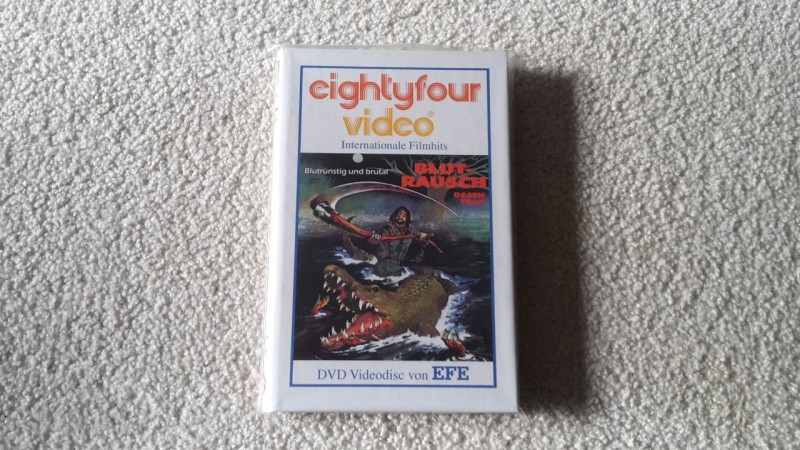 eightyfour
video®
Internationale Filmhits
Blutrünstig und brutal
BLUT-
RAUSCH
DEATH
TRAP
DVD Videodisc von EFE